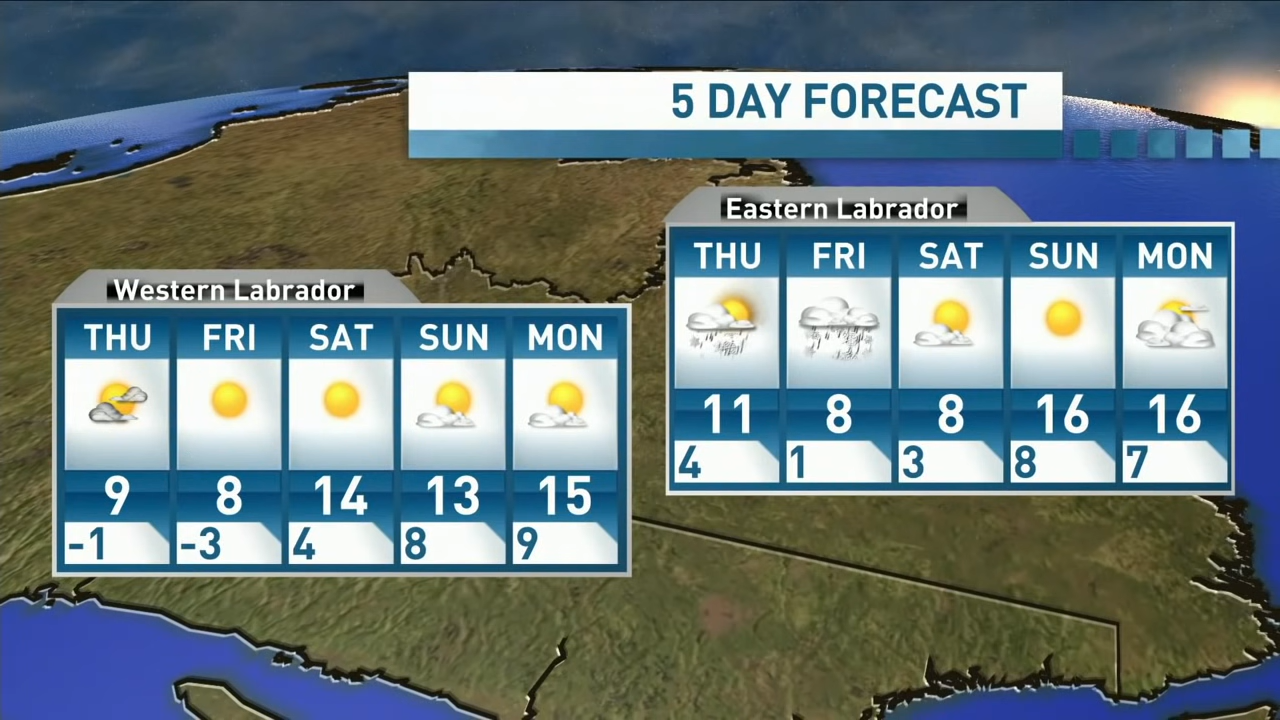 5 DAY FORECAST
Western Labrador
THU FRI SAT SUN MON
9 8 14 13 15
-1 -3 4 8 9
Eastern Labrador
THU FRI SAT SUN MON
11 8 8 16 16
4 1 3 8 7